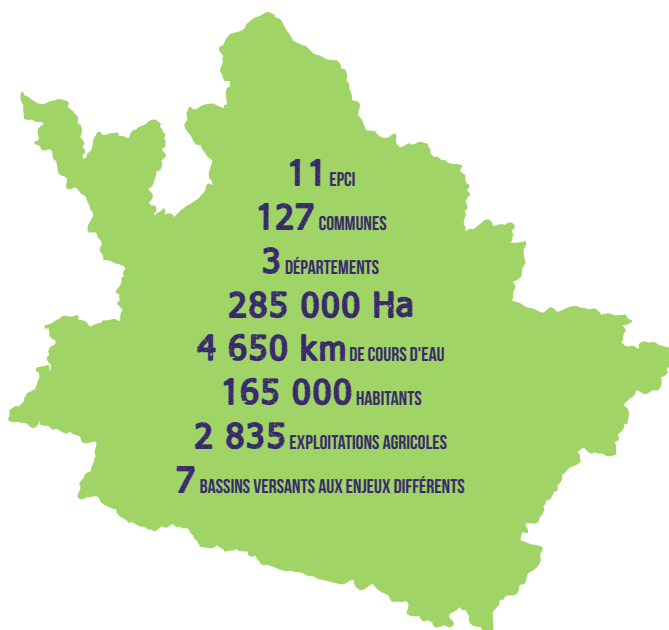 11 EPCI
127 COMMUNES
3 DÉPARTEMENTS
285 000 Ha
4 650 km DE COURS D'EAU
165 000 HABITANTS
2 835 EXPLOITATIONS AGRICOLES
7 BASSINS VERSANTS AUX ENJEUX DIFFÉRENTS